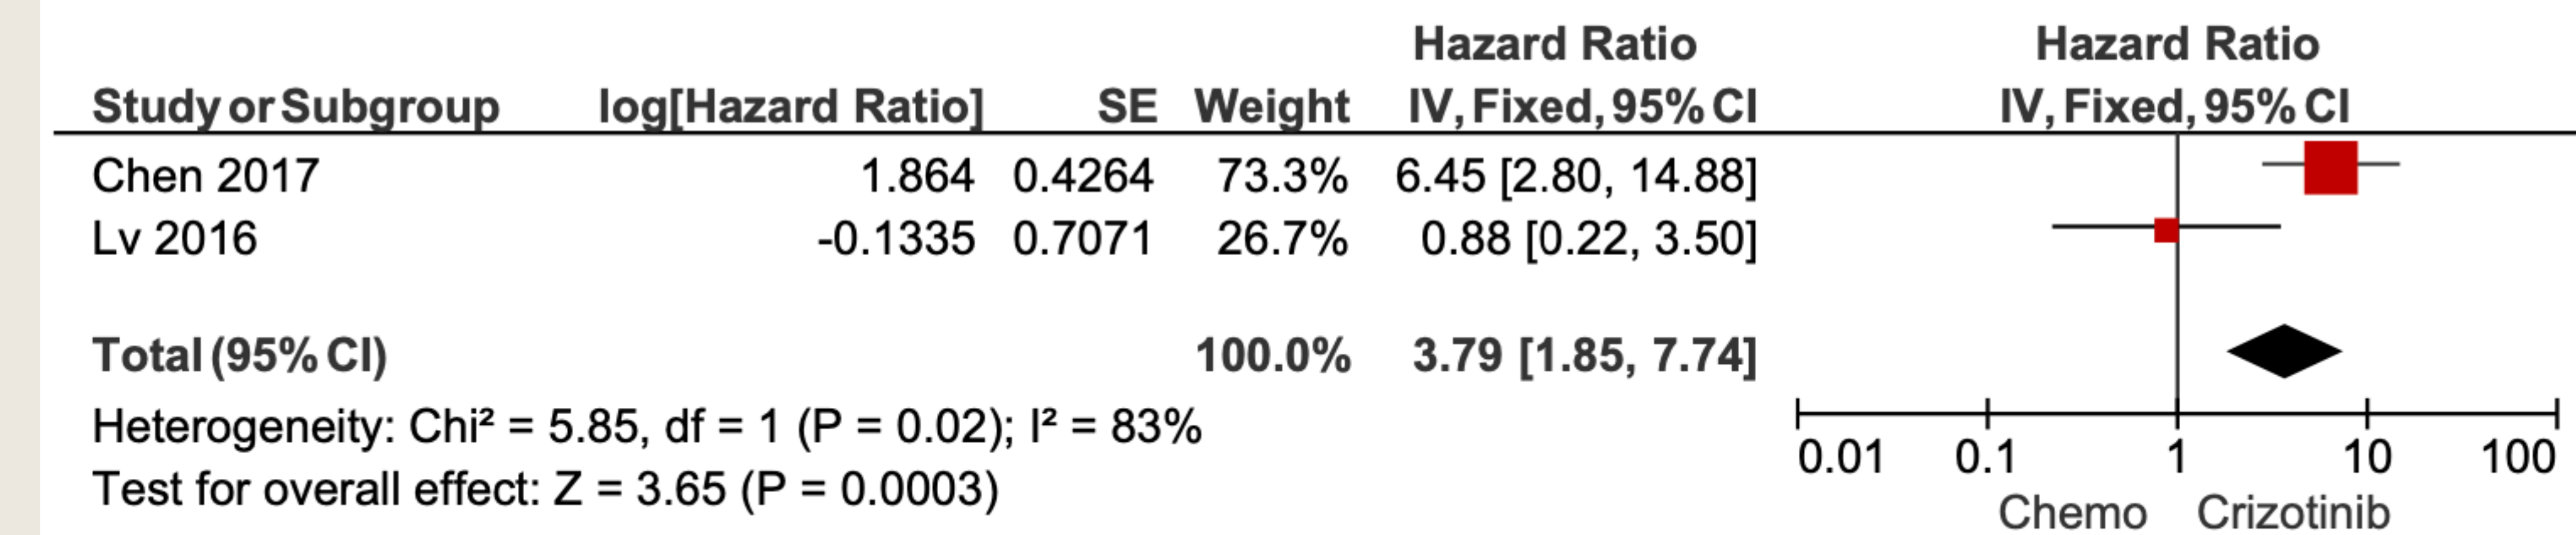 Hazard Ratio Hazard Ratio
Study or Subgroup log[Hazard Ratio] SE Weight IV, Fixed, 95% CI IV, Fixed, 95% CI
Chen 2017 1.864 0.4264 73.3% 6.45 [2.80, 14.88]
Lv 2016 -0.1335 0.7071 26.7% 0.88 [0.22, 3.50]
Total (95% CI) 100.0% 3.79 [1.85, 7.74]
Heterogeneity: Chi² = 5.85, df = 1 (P = 0.02); I² = 83%
Test for overall effect: Z = 3.65 (P = 0.0003)
0.01 0.1 1 10 100
Chemo Crizotinib